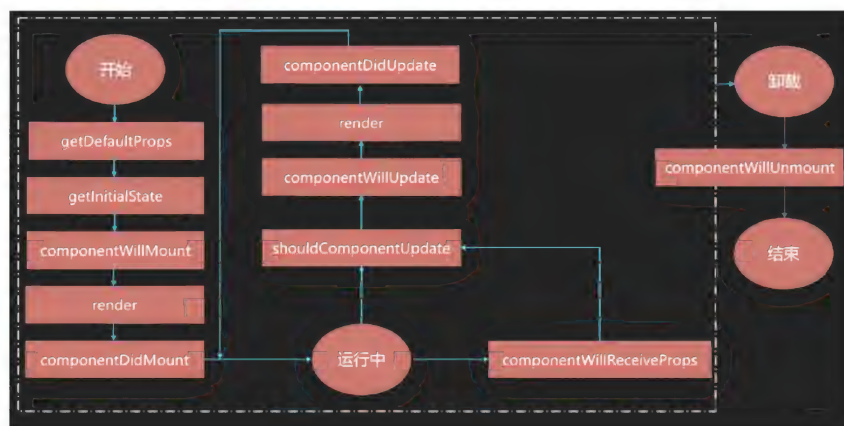 开始
getDefaultProps
getInitialState
componentWillMount
render
componentDidMount
componentDidUpdate
render
componentWillUpdate
shouldComponentUpdate
运行中
componentWillReceiveProps
卸载
componentWillUnmount
结束